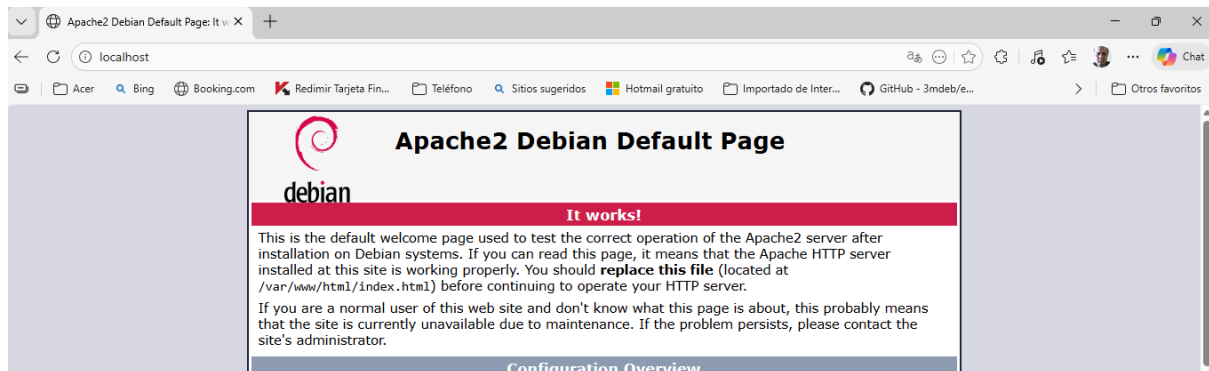 Apache2 Debian Default Page: It w
localhost
Chat
Acer
Bing
Booking.com
Redimir Tarjeta Fin...
Teléfono
Sitios sugeridos
Hotmail gratuito
Importado de Inter...
GitHub - 3mdeb/e...
Otros favoritos
debian
Apache2 Debian Default Page
It works!
This is the default welcome page used to test the correct operation of the Apache2 server after
installation on Debian systems. If you can read this page, it means that the Apache HTTP server
installed at this site is working properly. You should replace this file (located at
/var/www/html/index.html) before continuing to operate your HTTP server.
If you are a normal user of this web site and don't know what this page is about, this probably means
that the site is currently unavailable due to maintenance. If the problem persists, please contact the
site's administrator.
Configuration Overview